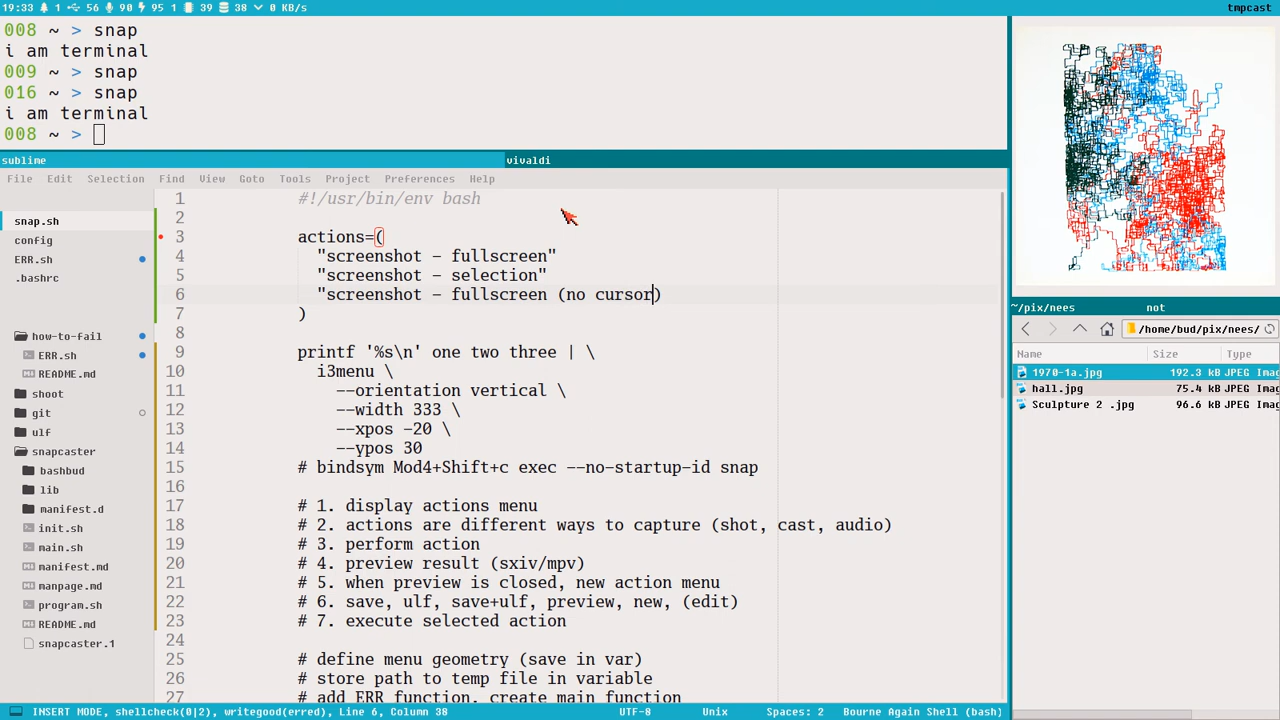 19:33 1 56 90 95 1 39 38 0 KB/s tmpcast
008 ~ > snap
i am terminal
009 ~ > snap
016 ~ > snap
i am terminal
008 ~ >
sublime vivaldi
File Edit Selection Find View Goto Tools Project Preferences Help
snap.sh
config
ERR.sh
.bashrc
how-to-fail
ERR.sh
README.md
shoot
git
ulf
snapcaster
bashbud
lib
manifest.d
init.sh
main.sh
manifest.md
manpage.md
program.sh
README.md
snapcaster.1
1 #!/usr/bin/env bash
2
3 actions=(
4 "screenshot - fullscreen"
5 "screenshot - selection"
6 "screenshot - fullscreen (no cursor)
7 )
8
9 printf '%s\n' one two three | \
10 i3menu \
11 --orientation vertical \
12 --width 333 \
13 --xpos -20 \
14 --ypos 30
15 # bindsym Mod4+Shift+c exec --no-startup-id snap
16
17 # 1. display actions menu
18 # 2. actions are different ways to capture (shot, cast, audio)
19 # 3. perform action
20 # 4. preview result (sxiv/mpv)
21 # 5. when preview is closed, new action menu
22 # 6. save, ulf, save+ulf, preview, new, (edit)
23 # 7. execute selected action
24
25 # define menu geometry (save in var)
26 # store path to temp file in variable
27 # add ERR function, create main function
INSERT MODE, shellcheck(0|2), writegood(erred), Line 6, Column 38 UTF-8 Unix Spaces: 2 Bourne Again Shell (bash)
~/pix/nees not
/home/bud/pix/nees/
Name Size Type
1970-1a.jpg 192.3 kB JPEG Imag
hall.jpg 75.4 kB JPEG Imag
Sculpture 2 .jpg 96.6 kB JPEG Imag